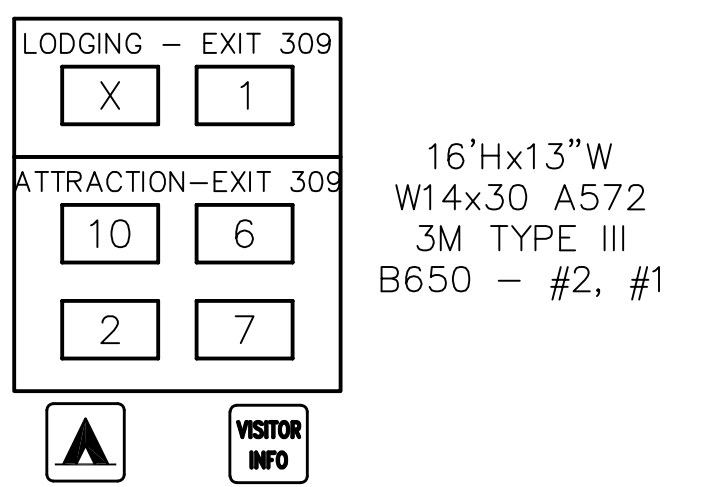 LODGING - EXIT 309
X 1
ATTRACTION-EXIT 309
10 6
2 7
VISITOR
INFO
16'Hx13"W
W14x30 A572
3M TYPE III
B650 - #2, #1